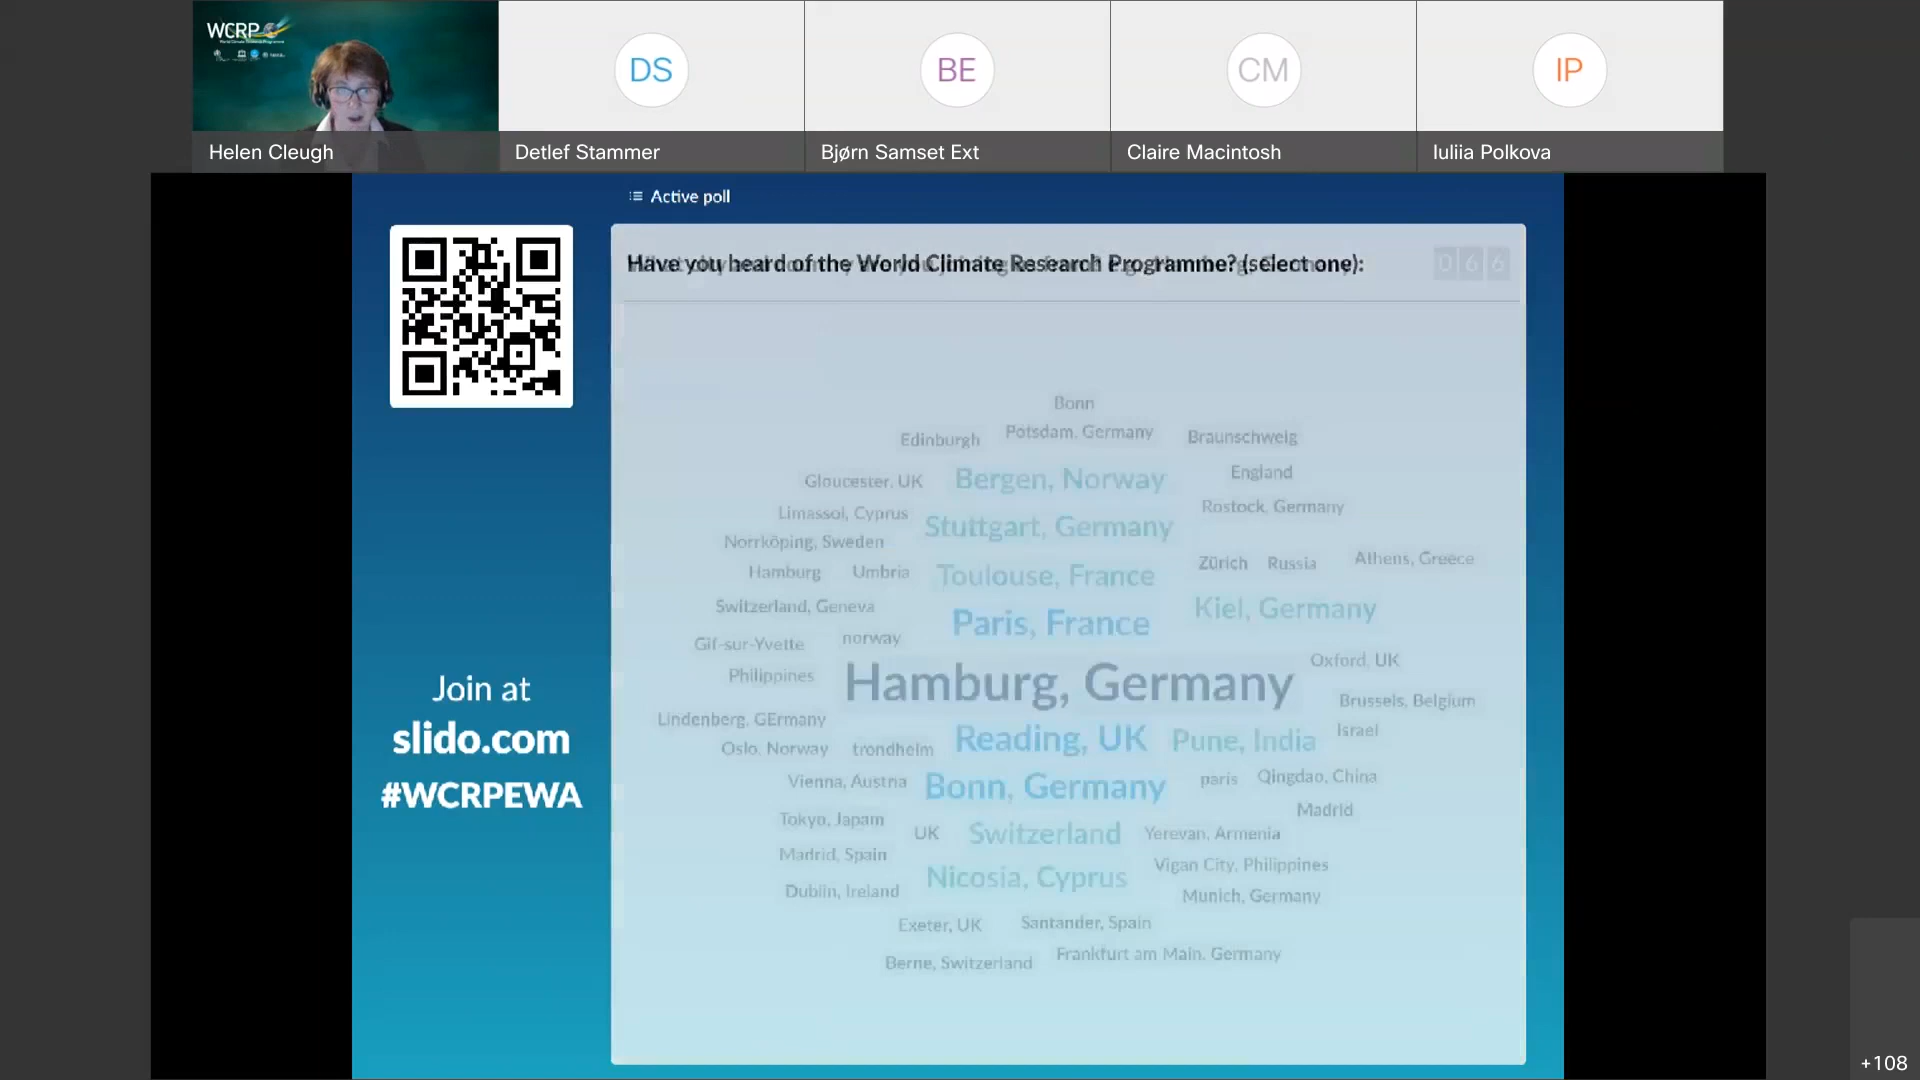 WCRP
DS
BE
CM
IP
Helen Cleugh
Detlef Stammer
Bjørn Samset Ext
Claire Macintosh
Iuliia Polkova
Active poll
Have you heard of the World Climate Research Programme? (select one):
0 6 6
Bonn
Edinburgh
Potsdam, Germany
Braunschweig
Gloucester, UK
Bergen, Norway
England
Limassol, Cyprus
Stuttgart, Germany
Rostock, Germany
Norrköping, Sweden
Hamburg
Umbria
Toulouse, France
Zürich
Russia
Athens, Greece
Switzerland, Geneva
Paris, France
Kiel, Germany
Gif-sur-Yvette
norway
Philippines
Hamburg, Germany
Oxford, UK
Brussels, Belgium
Lindenberg, GErmany
Reading, UK
Pune, India
Israel
Oslo, Norway
trondheim
Vienna, Austria
Bonn, Germany
paris
Qingdao, China
Madrid
Tokyo, Japam
UK
Switzerland
Yerevan, Armenia
Madrid, Spain
Vigan City, Philippines
Dublin, Ireland
Nicosia, Cyprus
Munich, Germany
Exeter, UK
Santander, Spain
Berne, Switzerland
Frankfurt am Main, Germany
Join at
slido.com
#WCRPEWA
+108